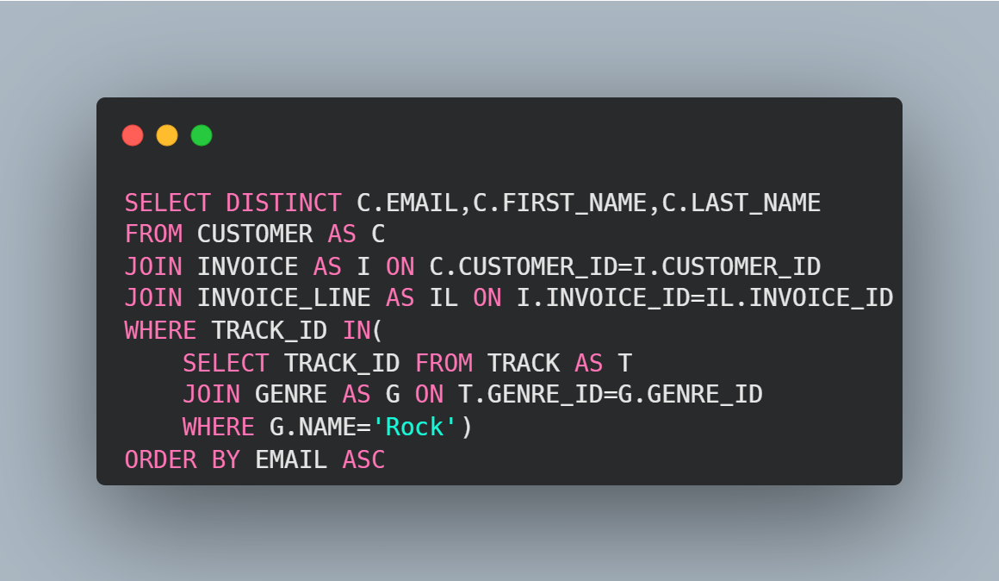 SELECT DISTINCT C.EMAIL,C.FIRST_NAME,C.LAST_NAME
FROM CUSTOMER AS C
JOIN INVOICE AS I ON C.CUSTOMER_ID=I.CUSTOMER_ID
JOIN INVOICE_LINE AS IL ON I.INVOICE_ID=IL.INVOICE_ID
WHERE TRACK_ID IN(
    SELECT TRACK_ID FROM TRACK AS T
    JOIN GENRE AS G ON T.GENRE_ID=G.GENRE_ID
    WHERE G.NAME='Rock')
ORDER BY EMAIL ASC